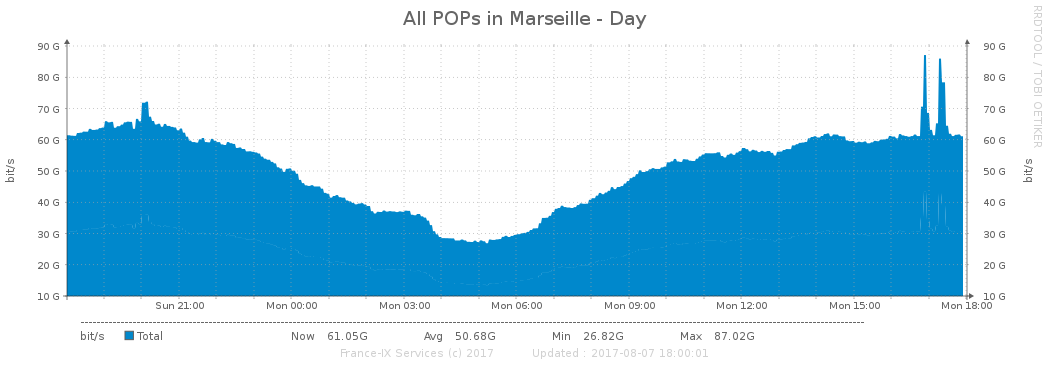 All POPs in Marseille - Day
RRDTOOL / TOBI OETIKER
90 G 90 G
80 G 80 G
70 G 70 G
60 G 60 G
50 G 50 G
40 G 40 G
30 G 30 G
20 G 20 G
10 G 10 G
bit/s bit/s
Sun 21:00 Mon 00:00 Mon 03:00 Mon 06:00 Mon 09:00 Mon 12:00 Mon 15:00 Mon 18:00
bit/s Total Now 61.05G Avg 50.68G Min 26.82G Max 87.02G
France-IX Services (c) 2017 Updated : 2017-08-07 18:00:01